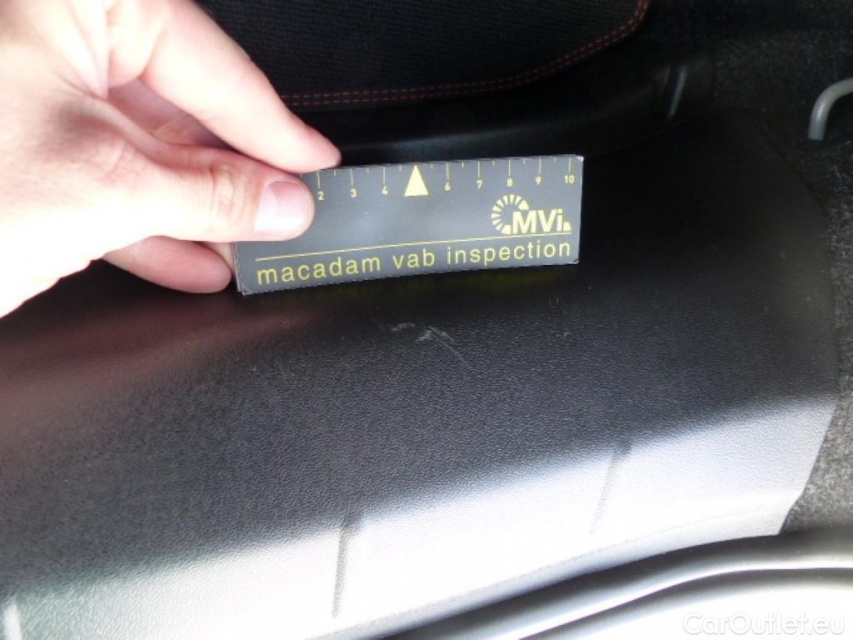 2 3 4 6 7 8 9 10
MVi.
macadam vab inspection
CarOutlet.eu